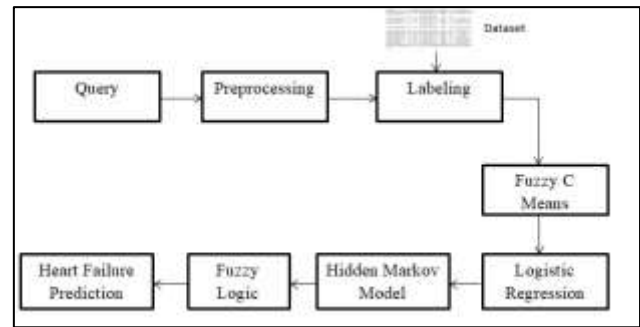 Dataset
Query
Preprocessing
Labeling
Fuzzy C
Means
Heart Failure
Prediction
Fuzzy
Logic
Hidden Markov
Model
Logistic
Regression